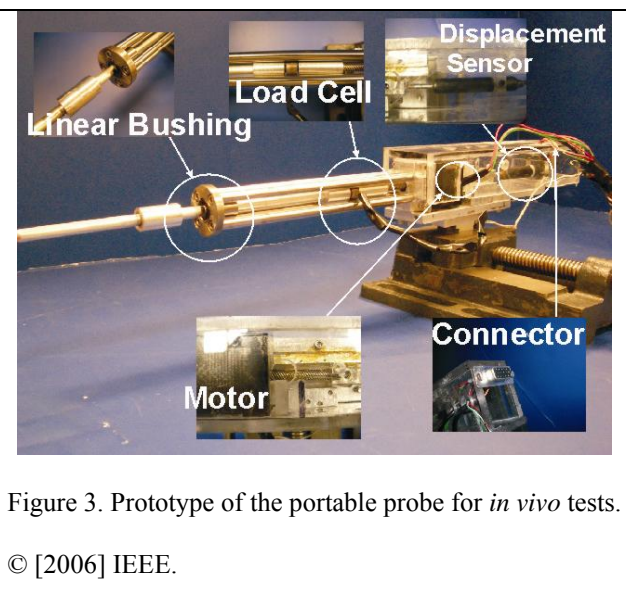 Displacement
Sensor
Load Cell
Linear Bushing
Connector
Motor
Figure 3. Prototype of the portable probe for in vivo tests.
© [2006] IEEE.